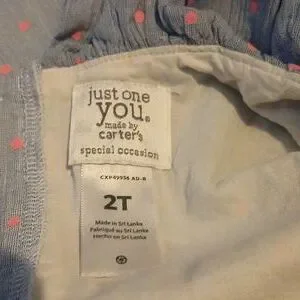 just one
you.
made by
carter's
special occasion
2T
Made in Sri Lanka
Fabriqué au Sri Lanka
Hecho en Sri Lanka